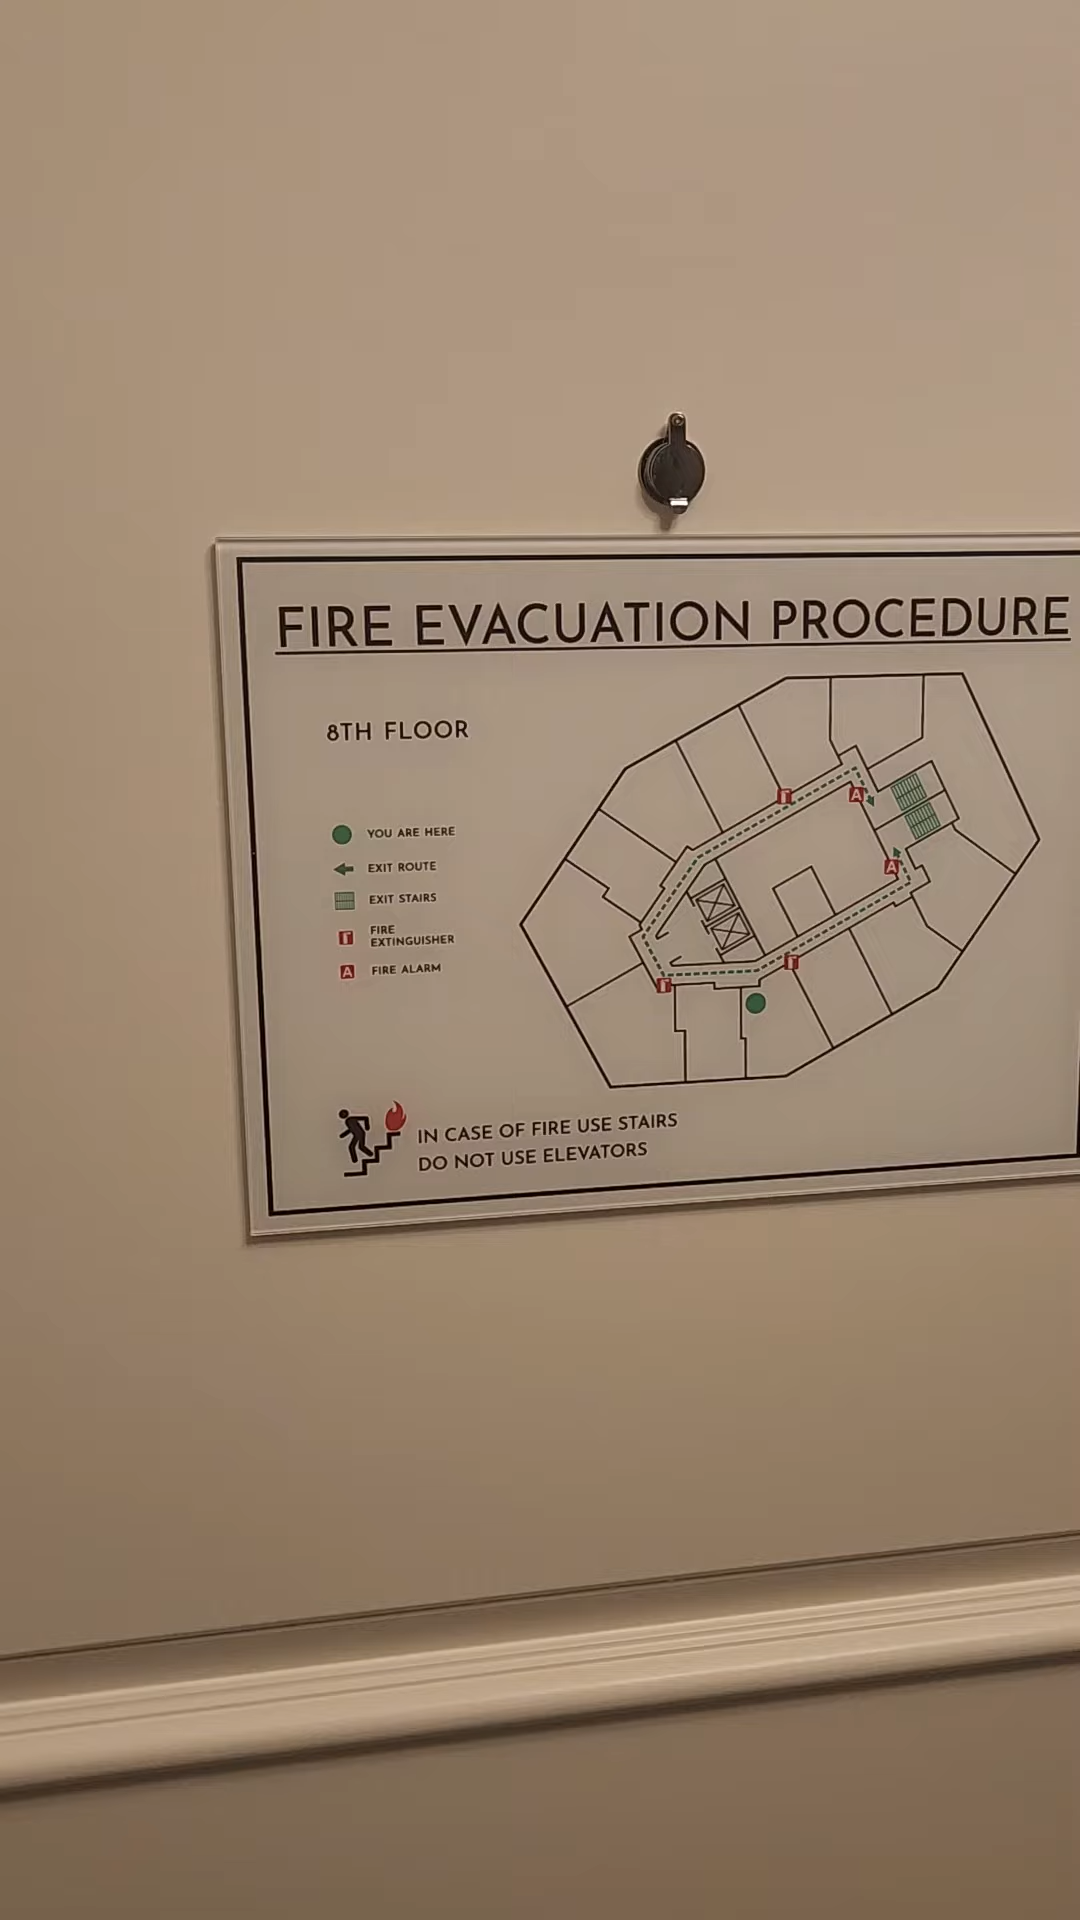 FIRE EVACUATION PROCEDURE
8TH FLOOR
YOU ARE HERE
EXIT ROUTE
EXIT STAIRS
FIRE
EXTINGUISHER
A
FIRE ALARM
A
A
IN CASE OF FIRE USE STAIRS
DO NOT USE ELEVATORS